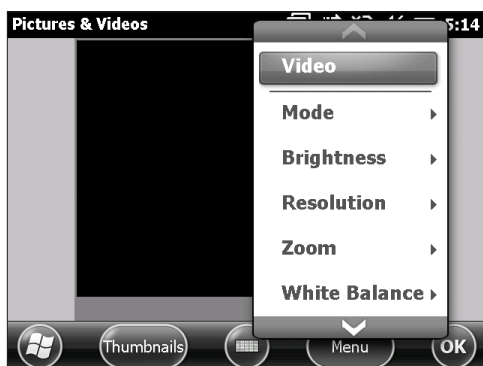 Pictures & Videos
5:14
Video
Mode
Brightness
Resolution
Zoom
White Balance
Thumbnails
Menu
OK